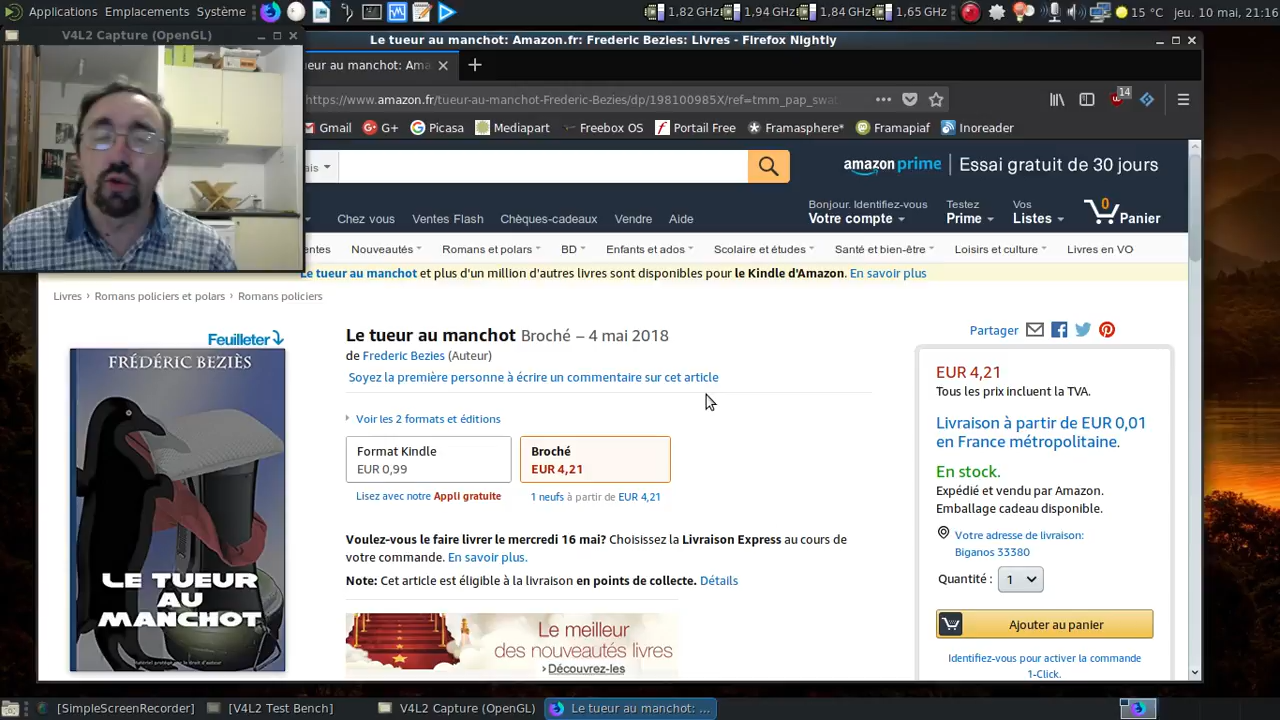 Applications Emplacements Système
1,82 GHz 1,94 GHz 1,84 GHz 1,65 GHz
15 °C jeu. 10 mai, 21:16
V4L2 Capture (OpenGL)
Le tueur au manchot: Amazon.fr: Frederic Bezies: Livres - Firefox Nightly
ueur au manchot: Ama
https://www.amazon.fr/tueur-au-manchot-Frederic-Bezies/dp/198100985X/ref=tmm_pap_swat
14
Gmail G+ Picasa Mediapart Freebox OS Portail Free Framasphere* Framapiaf Inoreader
ais
amazon prime Essai gratuit de 30 jours
Chez vous Ventes Flash Chèques-cadeaux Vendre Aide
Bonjour. Identifiez-vous
Votre compte
Testez
Prime
Vos
Listes
0
Panier
entes Nouveautés Romans et polars BD Enfants et ados Scolaire et études Santé et bien-être Loisirs et culture Livres en VO
Le tueur au manchot et plus d'un million d'autres livres sont disponibles pour le Kindle d'Amazon. En savoir plus
Livres › Romans policiers et polars › Romans policiers
Feuilleter
FRÉDÉRIC BEZIÈS
LE TUEUR
AU
MANCHOT
Matériel protégé par le droit d'auteur
Le tueur au manchot Broché – 4 mai 2018
de Frederic Bezies (Auteur)
Soyez la première personne à écrire un commentaire sur cet article
Voir les 2 formats et éditions
Format Kindle
EUR 0,99
Broché
EUR 4,21
Lisez avec notre Appli gratuite
1 neufs à partir de EUR 4,21
Voulez-vous le faire livrer le mercredi 16 mai? Choisissez la Livraison Express au cours de
votre commande. En savoir plus.
Note: Cet article est éligible à la livraison en points de collecte. Détails
Le meilleur
des nouveautés livres
›Découvrez-les
Partager
EUR 4,21
Tous les prix incluent la TVA.
Livraison à partir de EUR 0,01
en France métropolitaine.
En stock.
Expédié et vendu par Amazon.
Emballage cadeau disponible.
Votre adresse de livraison:
Biganos 33380
Quantité : 1
Ajouter au panier
Identifiez-vous pour activer la commande
1-Click.
[SimpleScreenRecorder] [V4L2 Test Bench] V4L2 Capture (OpenGL) Le tueur au manchot: ...